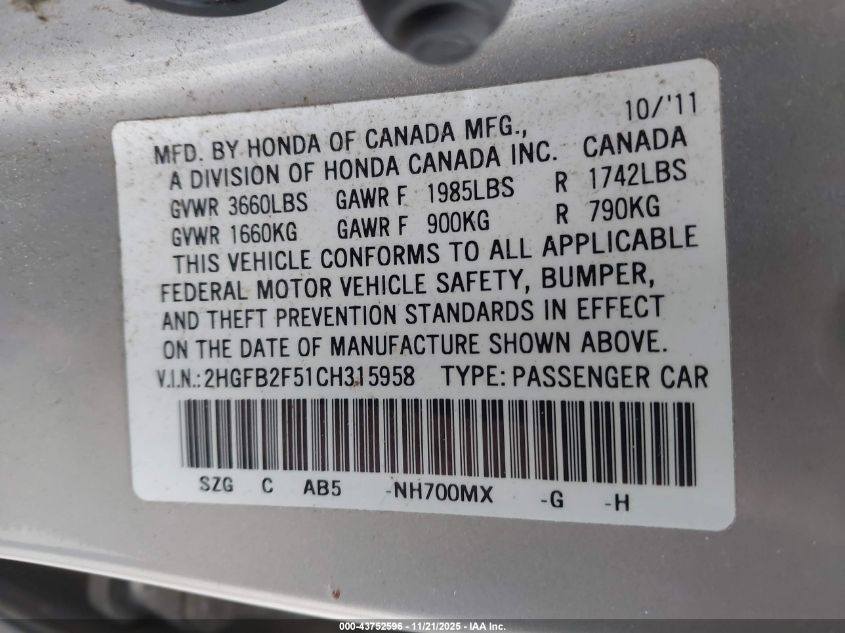 10/'11
MFD. BY HONDA OF CANADA MFG.,
A DIVISION OF HONDA CANADA INC. CANADA
GVWR 3660LBS GAWR F 1985LBS R 1742LBS
GVWR 1660KG GAWR F 900KG R 790KG
THIS VEHICLE CONFORMS TO ALL APPLICABLE
FEDERAL MOTOR VEHICLE SAFETY, BUMPER,
AND THEFT PREVENTION STANDARDS IN EFFECT
ON THE DATE OF MANUFACTURE SHOWN ABOVE.
V.I.N.: 2HGFB2F51CH315958 TYPE: PASSENGER CAR
SZG C AB5 -NH700MX -G -H
000-43752596 - 11/21/2025 - IAA Inc.